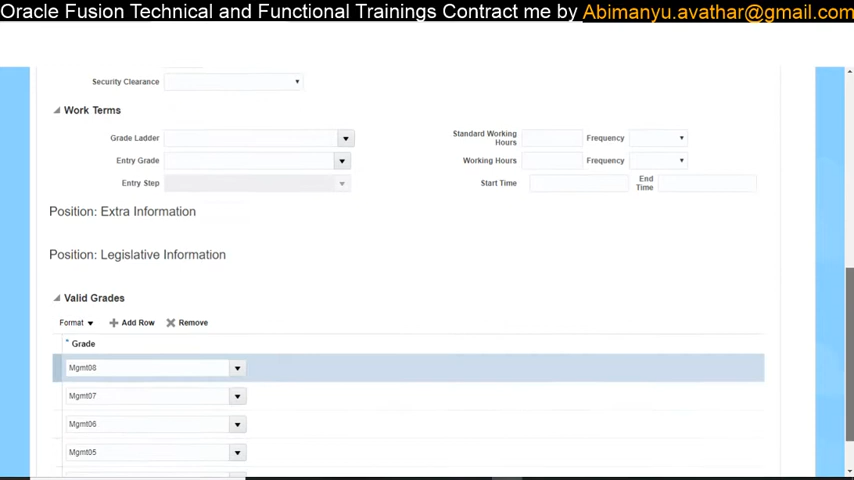 Oracle Fusion Technical and Functional Trainings Contract me by Abimanyu.avathar@gmail.com
Security Clearance
Work Terms
Grade Ladder
Standard Working Hours
Frequency
Entry Grade
Working Hours
Frequency
Entry Step
Start Time
End Time
Position: Extra Information
Position: Legislative Information
Valid Grades
Format Add Row Remove
* Grade
Mgmt08
Mgmt07
Mgmt06
Mgmt05